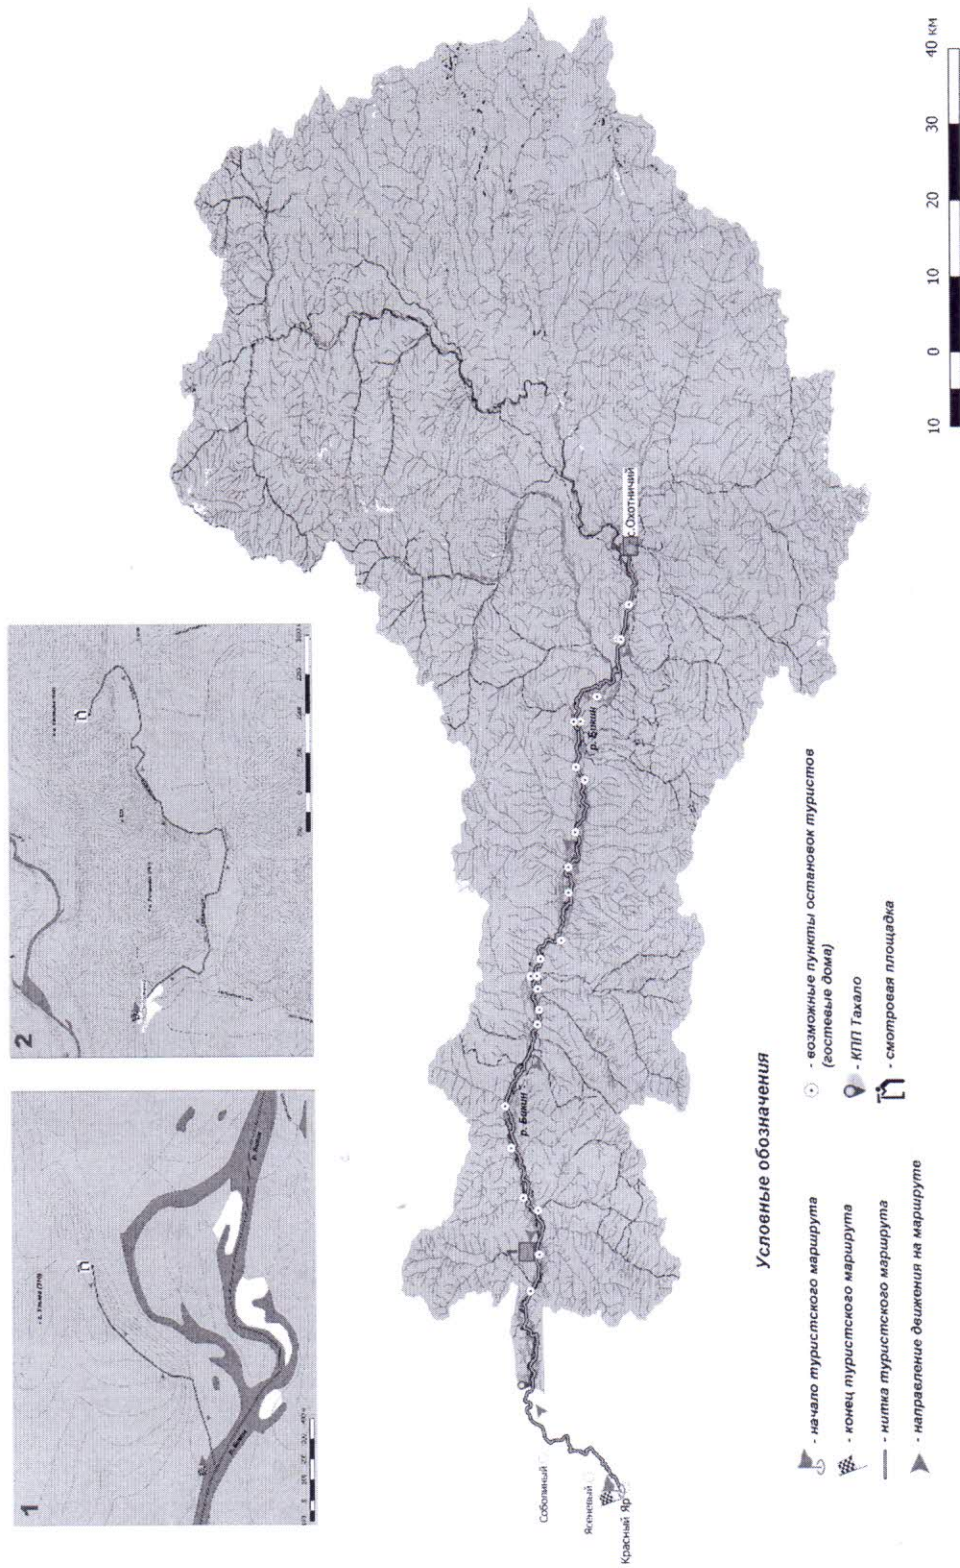 1
2
р. Бикин
р. Бикин
с.Охотничий
Соболиный
Ясеневый
Красный Яр
10
0
10
20
30
40 км
Условные обозначения
- начало туристского маршрута
- конец туристского маршрута
- нитка туристского маршрута
- направление движения на маршруте
- возможные пункты остановок туристов
(гостевые дома)
- КПП Тахало
- смотровая площадка